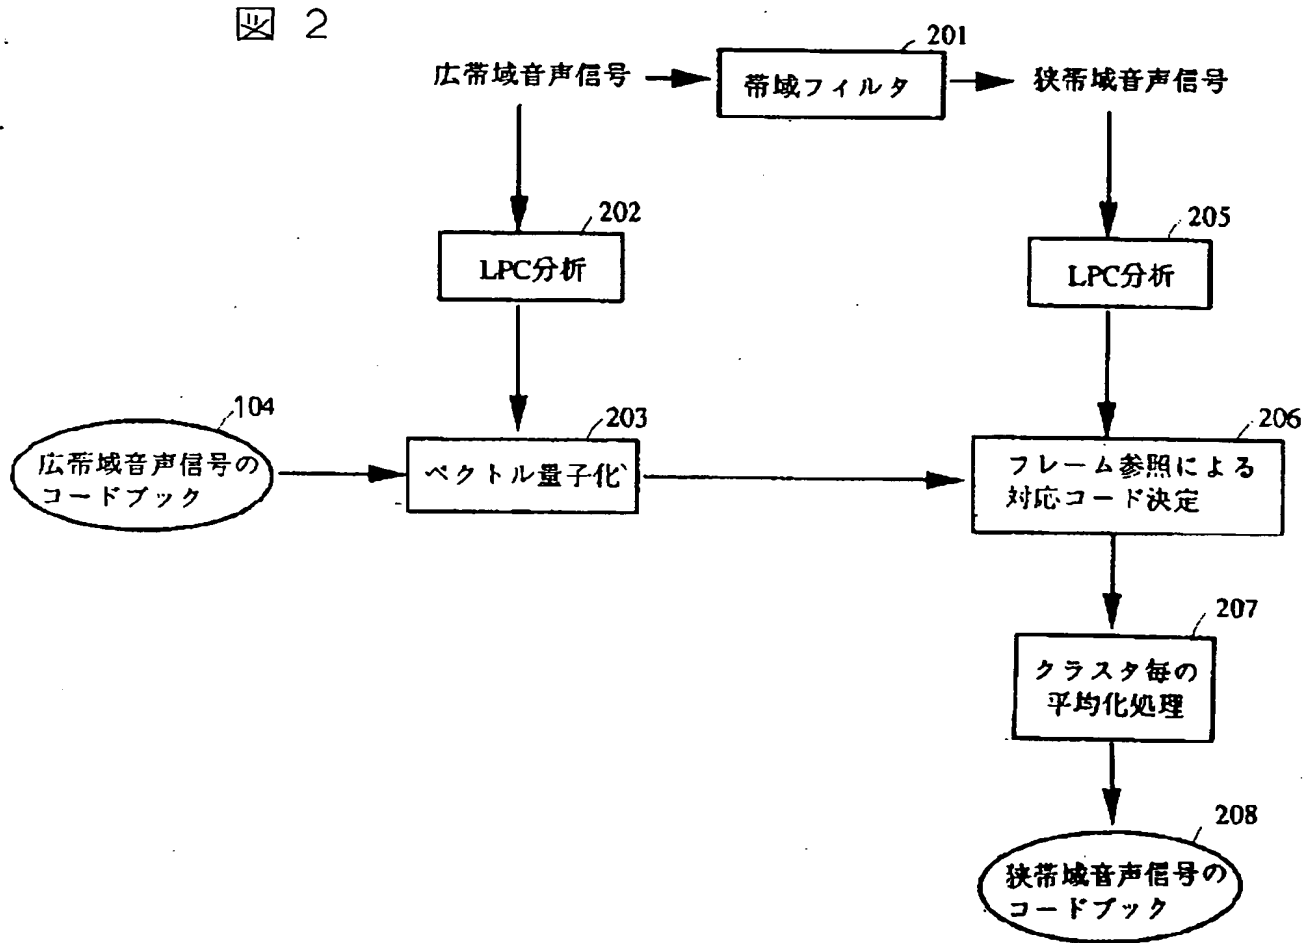 図 2
広帯域音声信号
201
帯域フィルタ
狭帯域音声信号
202
LPC分析
205
LPC分析
104
広帯域音声信号の
コードブック
203
ベクトル量子化
206
フレーム参照による
対応コード決定
207
クラスタ毎の
平均化処理
208
狭帯域音声信号の
コードブック